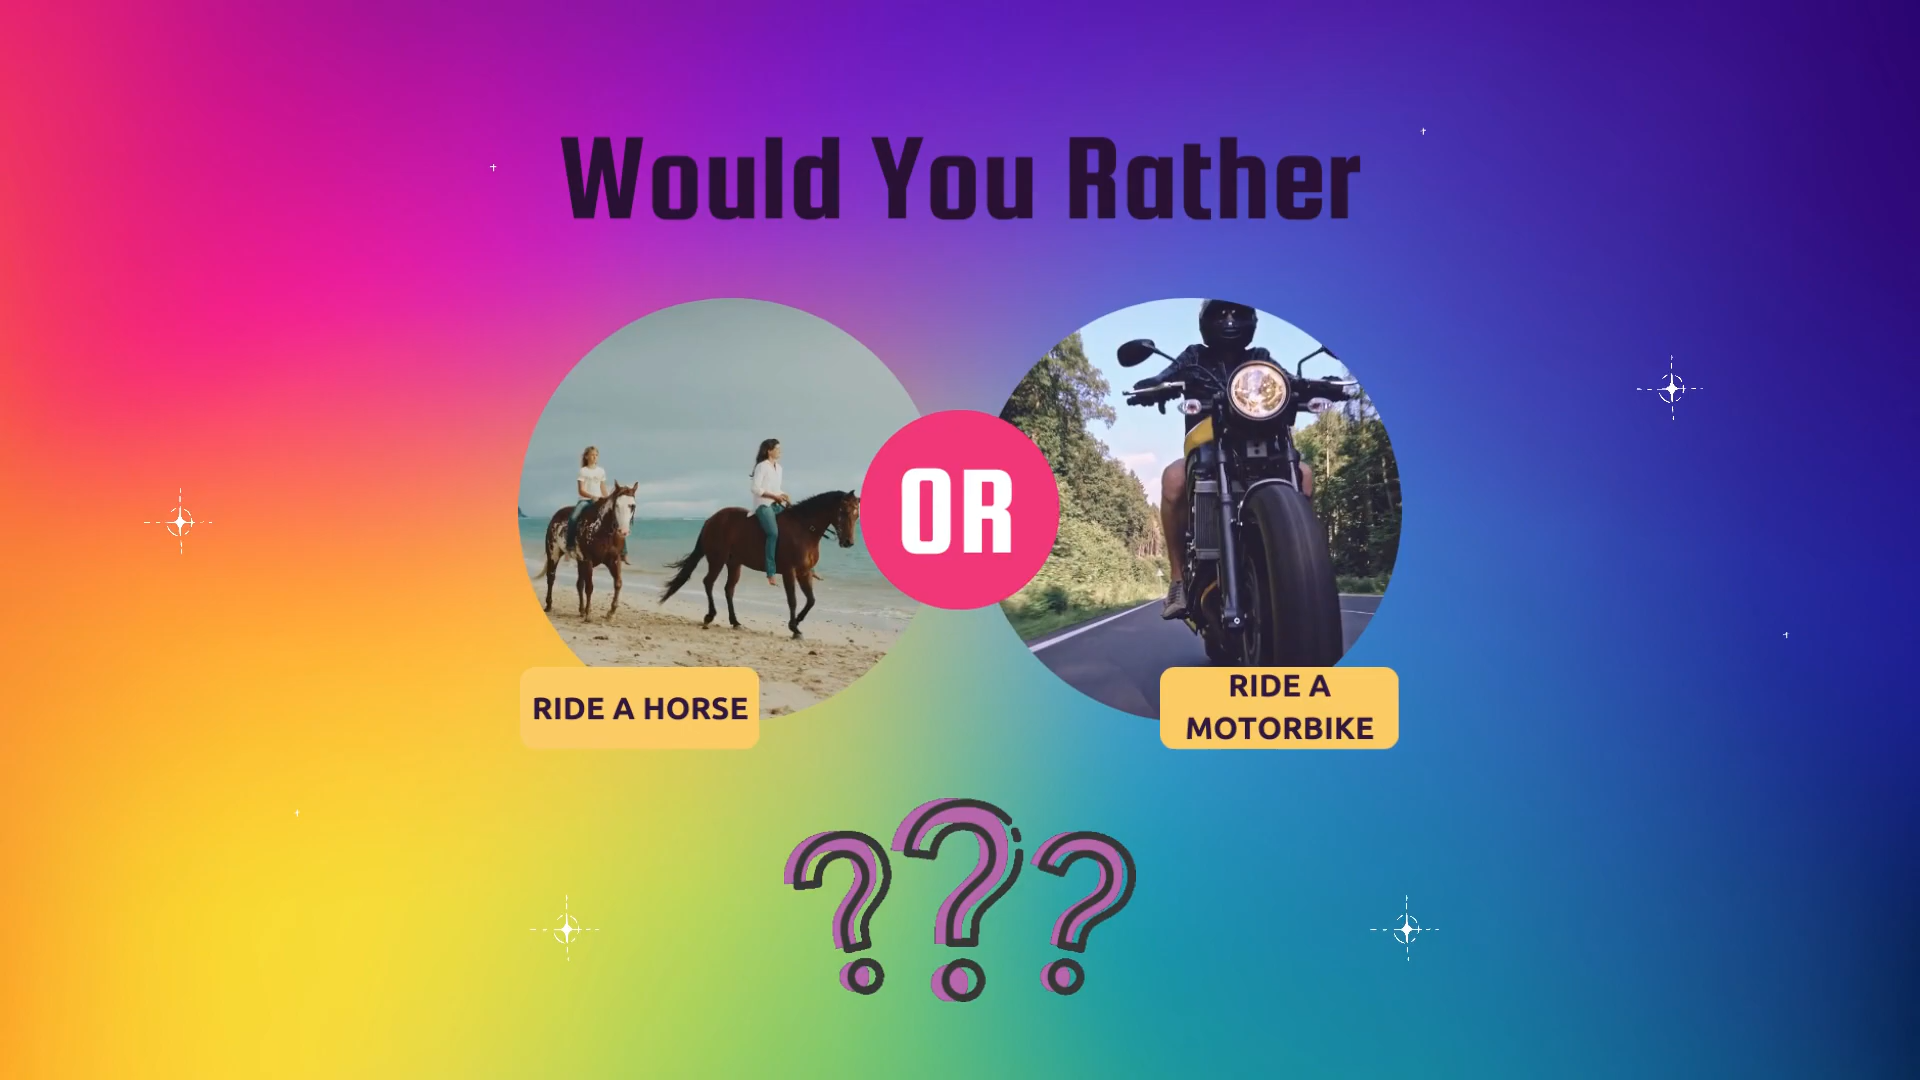 Would You Rather
OR
RIDE A HORSE
RIDE A
MOTORBIKE
???